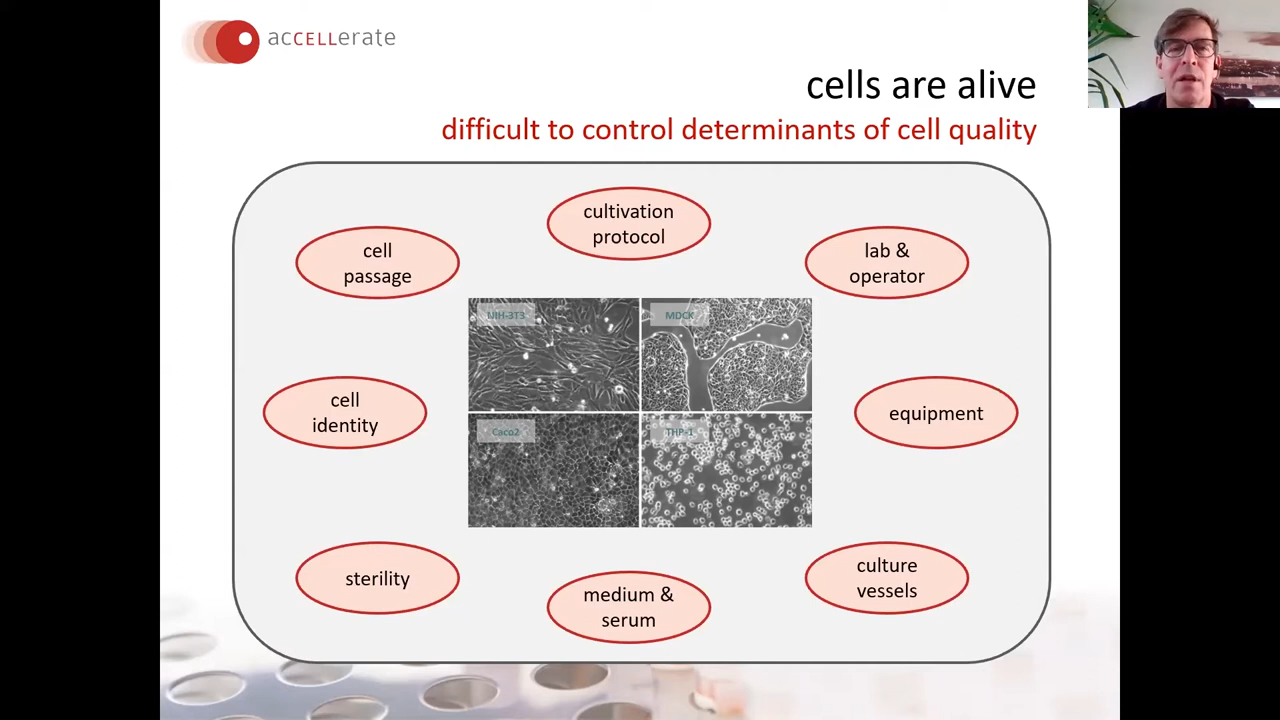 accellerate
cells are alive
difficult to control determinants of cell quality
cultivation
protocol
cell
passage
lab &
operator
NIH-3T3
MDCK
cell
identity
equipment
Caco2
THP-1
sterility
medium &
serum
culture
vessels